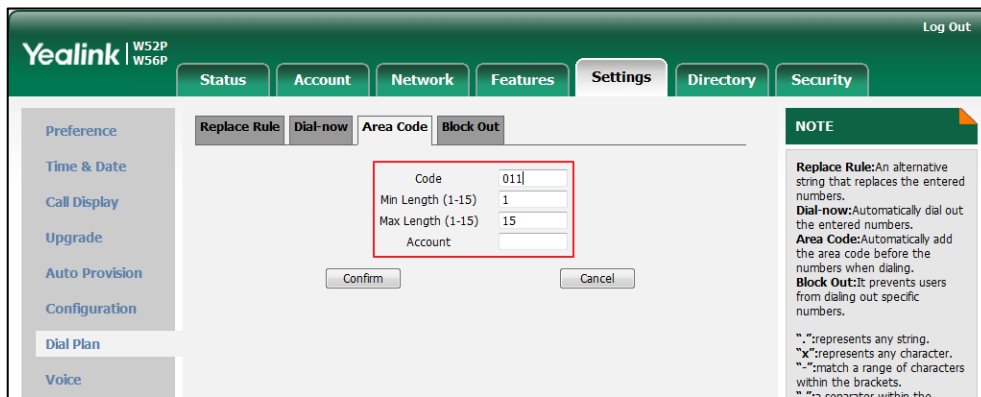 Log Out
Yealink W52P
W56P
Status Account Network Features Settings Directory Security
Preference
Time & Date
Call Display
Upgrade
Auto Provision
Configuration
Dial Plan
Voice
Replace Rule Dial-now Area Code Block Out
Code 011
Min Length (1-15) 1
Max Length (1-15) 15
Account
Confirm Cancel
NOTE
Replace Rule:An alternative
string that replaces the entered
numbers.
Dial-now:Automatically dial out
the entered numbers.
Area Code:Automatically add
the area code before the
numbers when dialing.
Block Out:It prevents users
from dialing out specific
numbers.
".":represents any string.
"x":represents any character.
"-":match a range of characters
within the brackets.
a separator within the